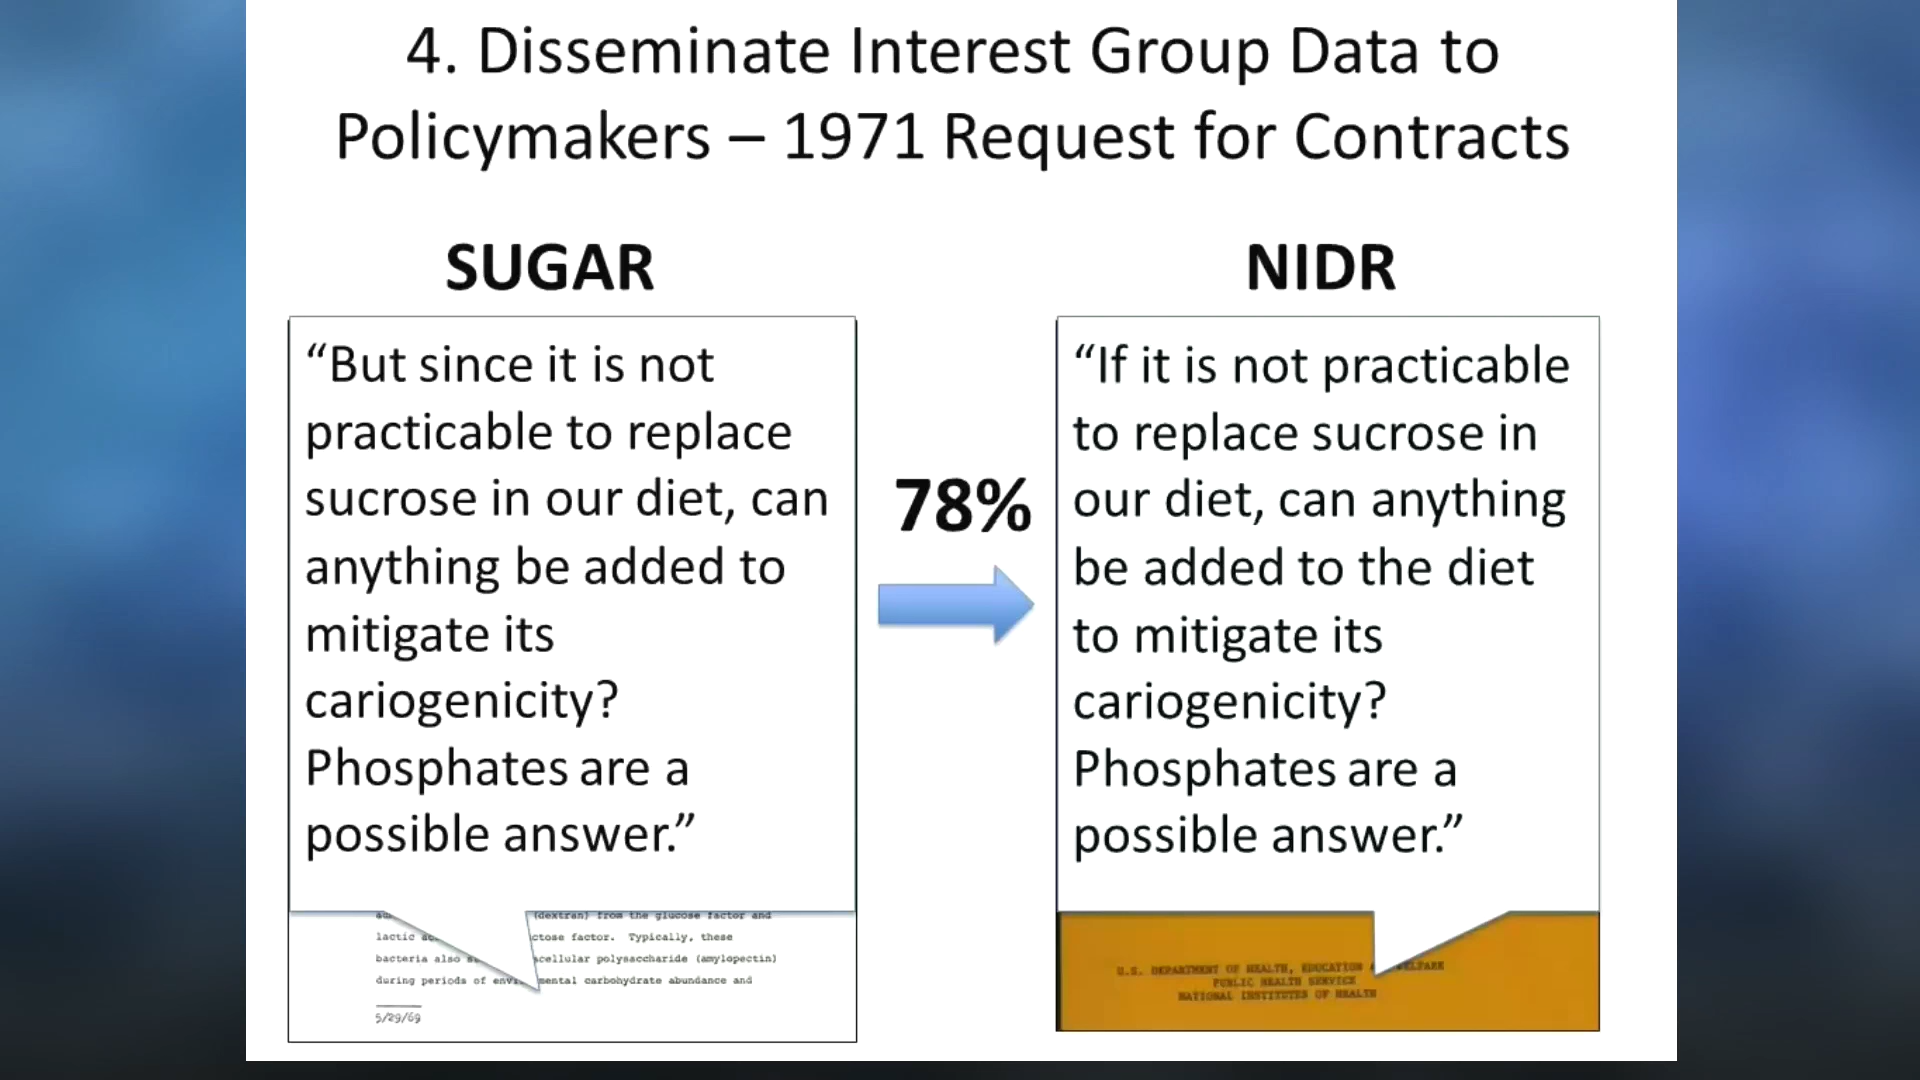 4. Disseminate Interest Group Data to
Policymakers – 1971 Request for Contracts
SUGAR
“But since it is not
practicable to replace
sucrose in our diet, can
anything be added to
mitigate its
cariogenicity?
Phosphates are a
possible answer.”
(dextran) from the glucose factor and
lactic ctose factor. Typically, these
bacteria also cellular polysaccharide (amylopectin)
during periods of mental carbohydrate abundance and
5/29/69
78%
NIDR
“If it is not practicable
to replace sucrose in
our diet, can anything
be added to the diet
to mitigate its
cariogenicity?
Phosphates are a
possible answer.”
U.S. DEPARTMENT OF HEALTH, EDUCATION WELFARE
PUBLIC HEALTH SERVICE
NATIONAL INSTITUTES OF HEALTH